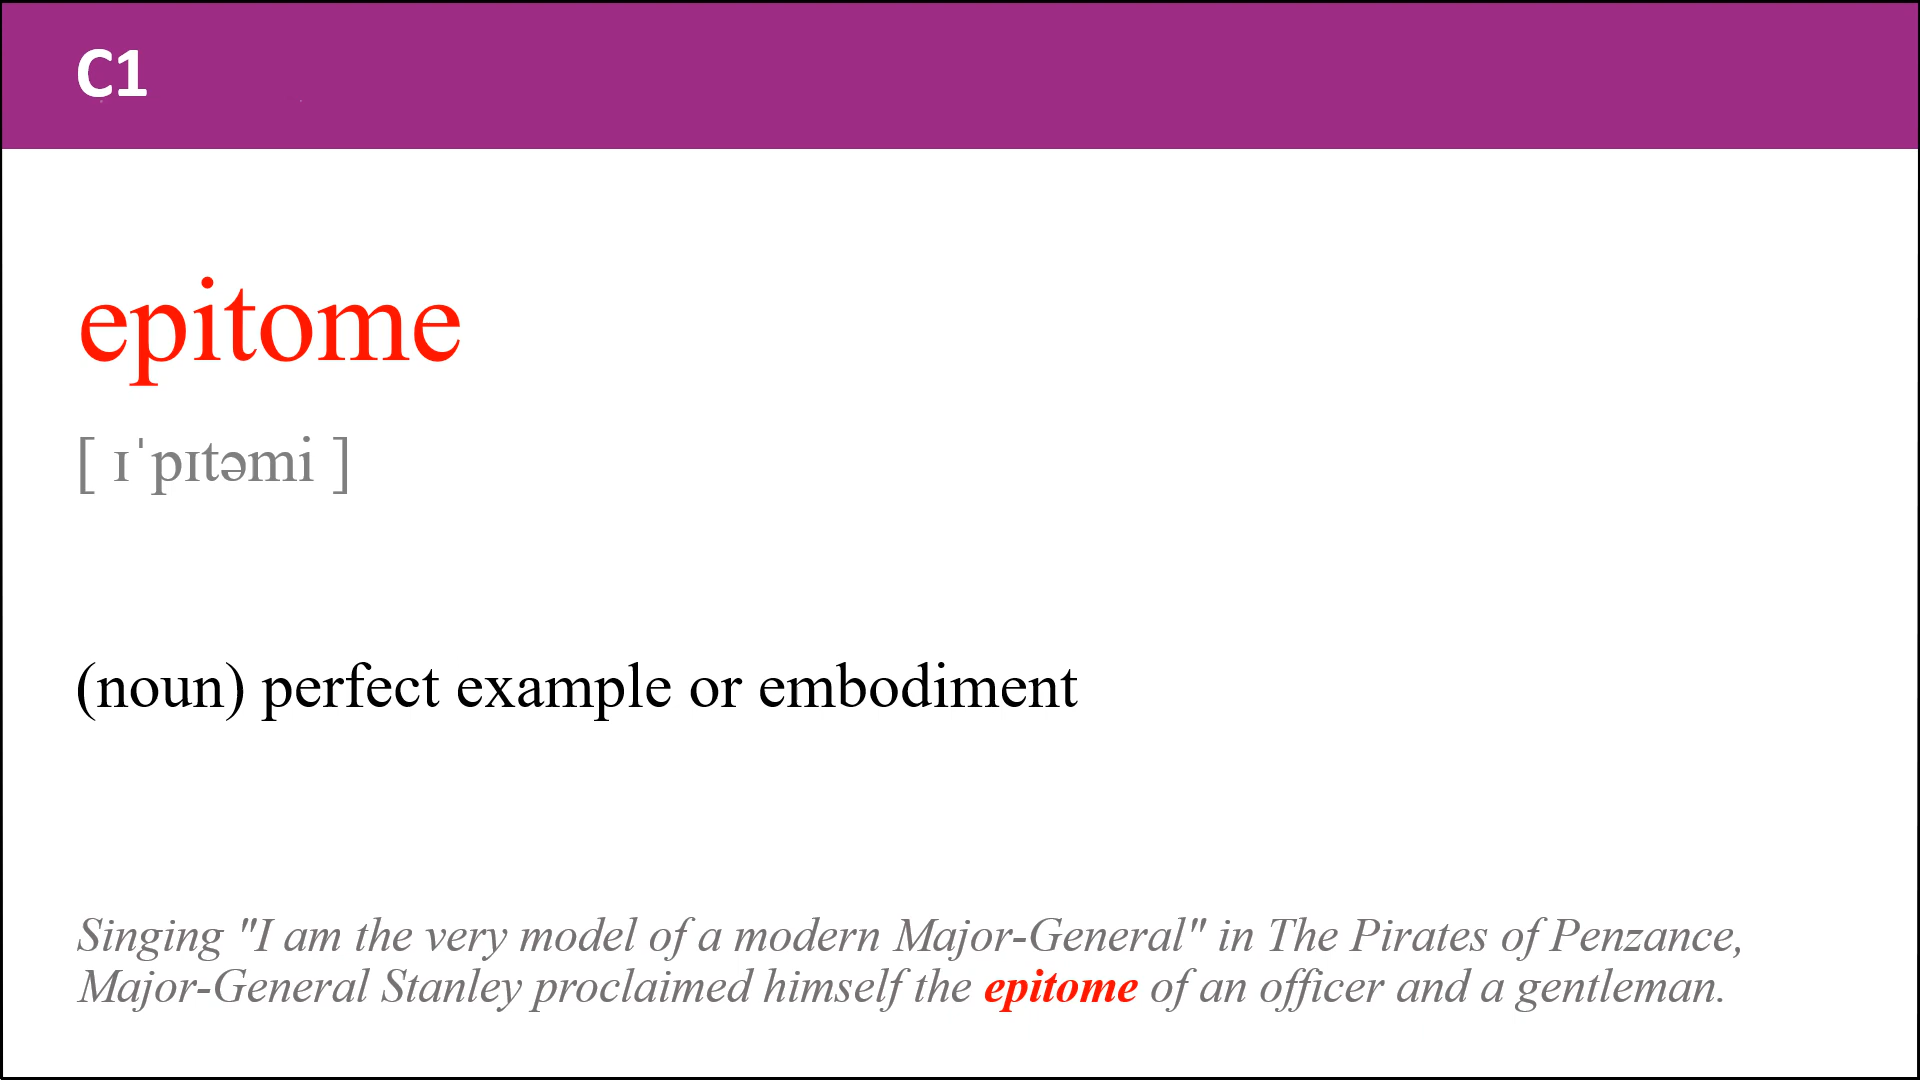 C1
epitome
[ ɪˈpɪtəmi ]
(noun) perfect example or embodiment
Singing "I am the very model of a modern Major-General" in The Pirates of Penzance,
Major-General Stanley proclaimed himself the epitome of an officer and a gentleman.